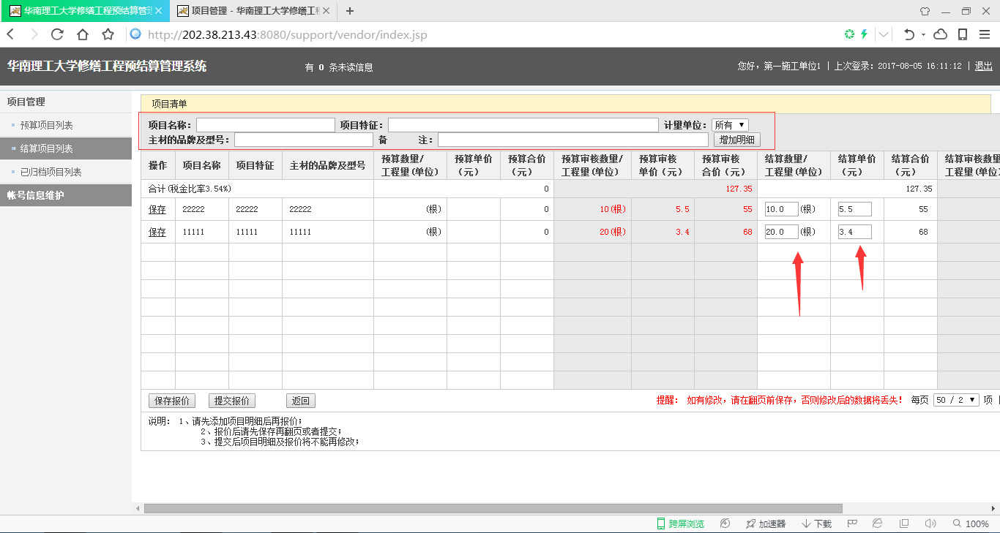 华南理工大学修缮工程预结算管理
项目管理 - 华南理工大学修缮工程
http://202.38.213.43:8080/support/vendor/index.jsp
华南理工大学修缮工程预结算管理系统
有 0 条未读信息
您好，第一施工单位1 | 上次登录：2017-08-05 16:11:12 | 退出
项目管理
预算项目列表
结算项目列表
已归档项目列表
帐号信息维护
项目清单
项目名称： 项目特征： 计量单位： 所有
主材的品牌及型号： 备 注： 增加明细
操作 项目名称 项目特征 主材的品牌及型号 预算数量/工程量(单位) 预算单价（元） 预算合价（元） 预算审核数量/工程量(单位) 预算审核单价（元） 预算审核合价（元） 结算数量/工程量(单位) 结算单价（元） 结算合价（元） 结算审核数量/工程量(单位
合计(税金比率3.54%) 0 127.35 127.35
保存 22222 22222 22222 (根) 0 10(根) 5.5 55 10.0 (根) 5.5 55
保存 11111 11111 11111 (根) 0 20(根) 3.4 68 20.0 (根) 3.4 68
保存报价 提交报价 返回 提醒： 如有修改，请在翻页前保存，否则修改后的数据将丢失！ 每页 50 / 2 项
说明： 1、请先添加项目明细后再报价；
2、报价后请先保存再翻页或者提交；
3、提交后项目明细及报价将不能再修改；
跨屏浏览 加速器 下载 100%